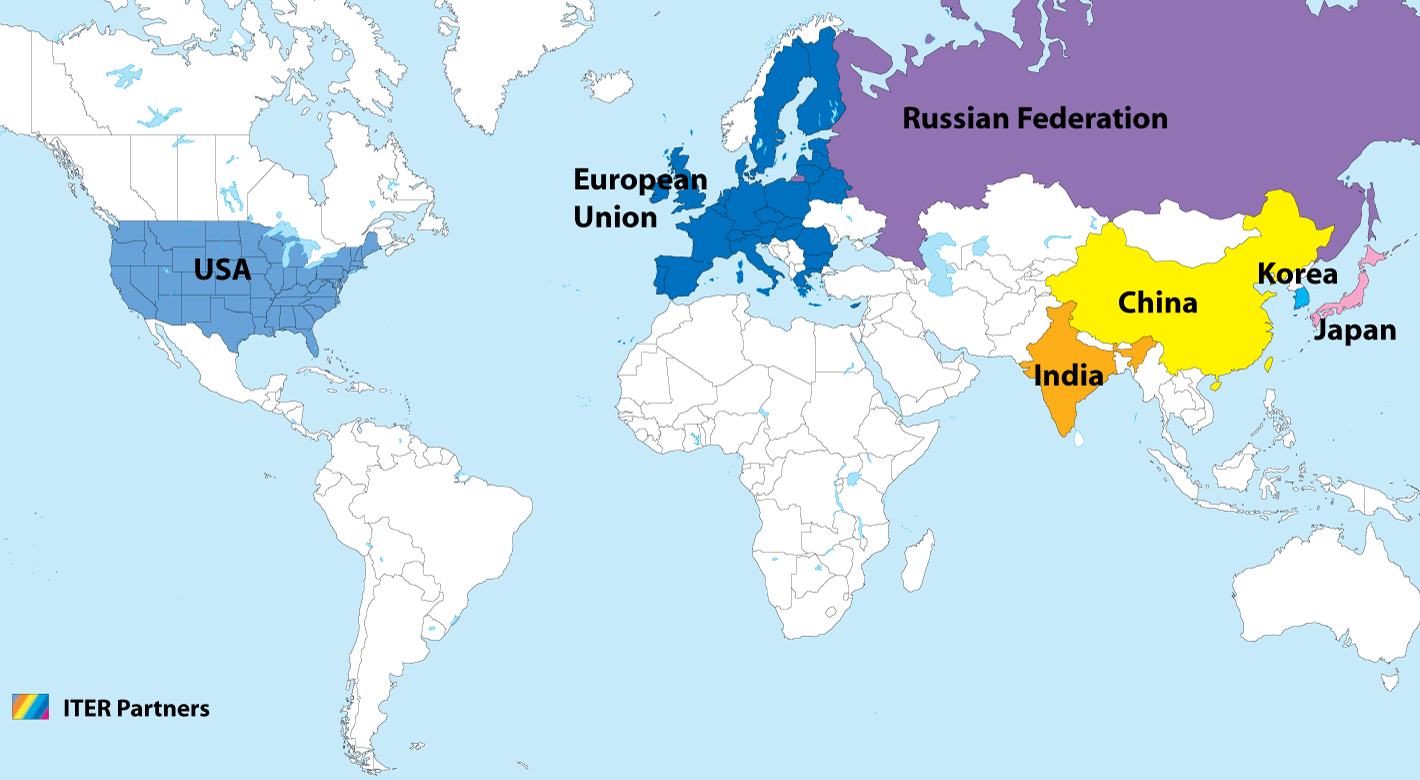 Russian Federation
European
Union
USA
Korea
China
Japan
India
ITER Partners